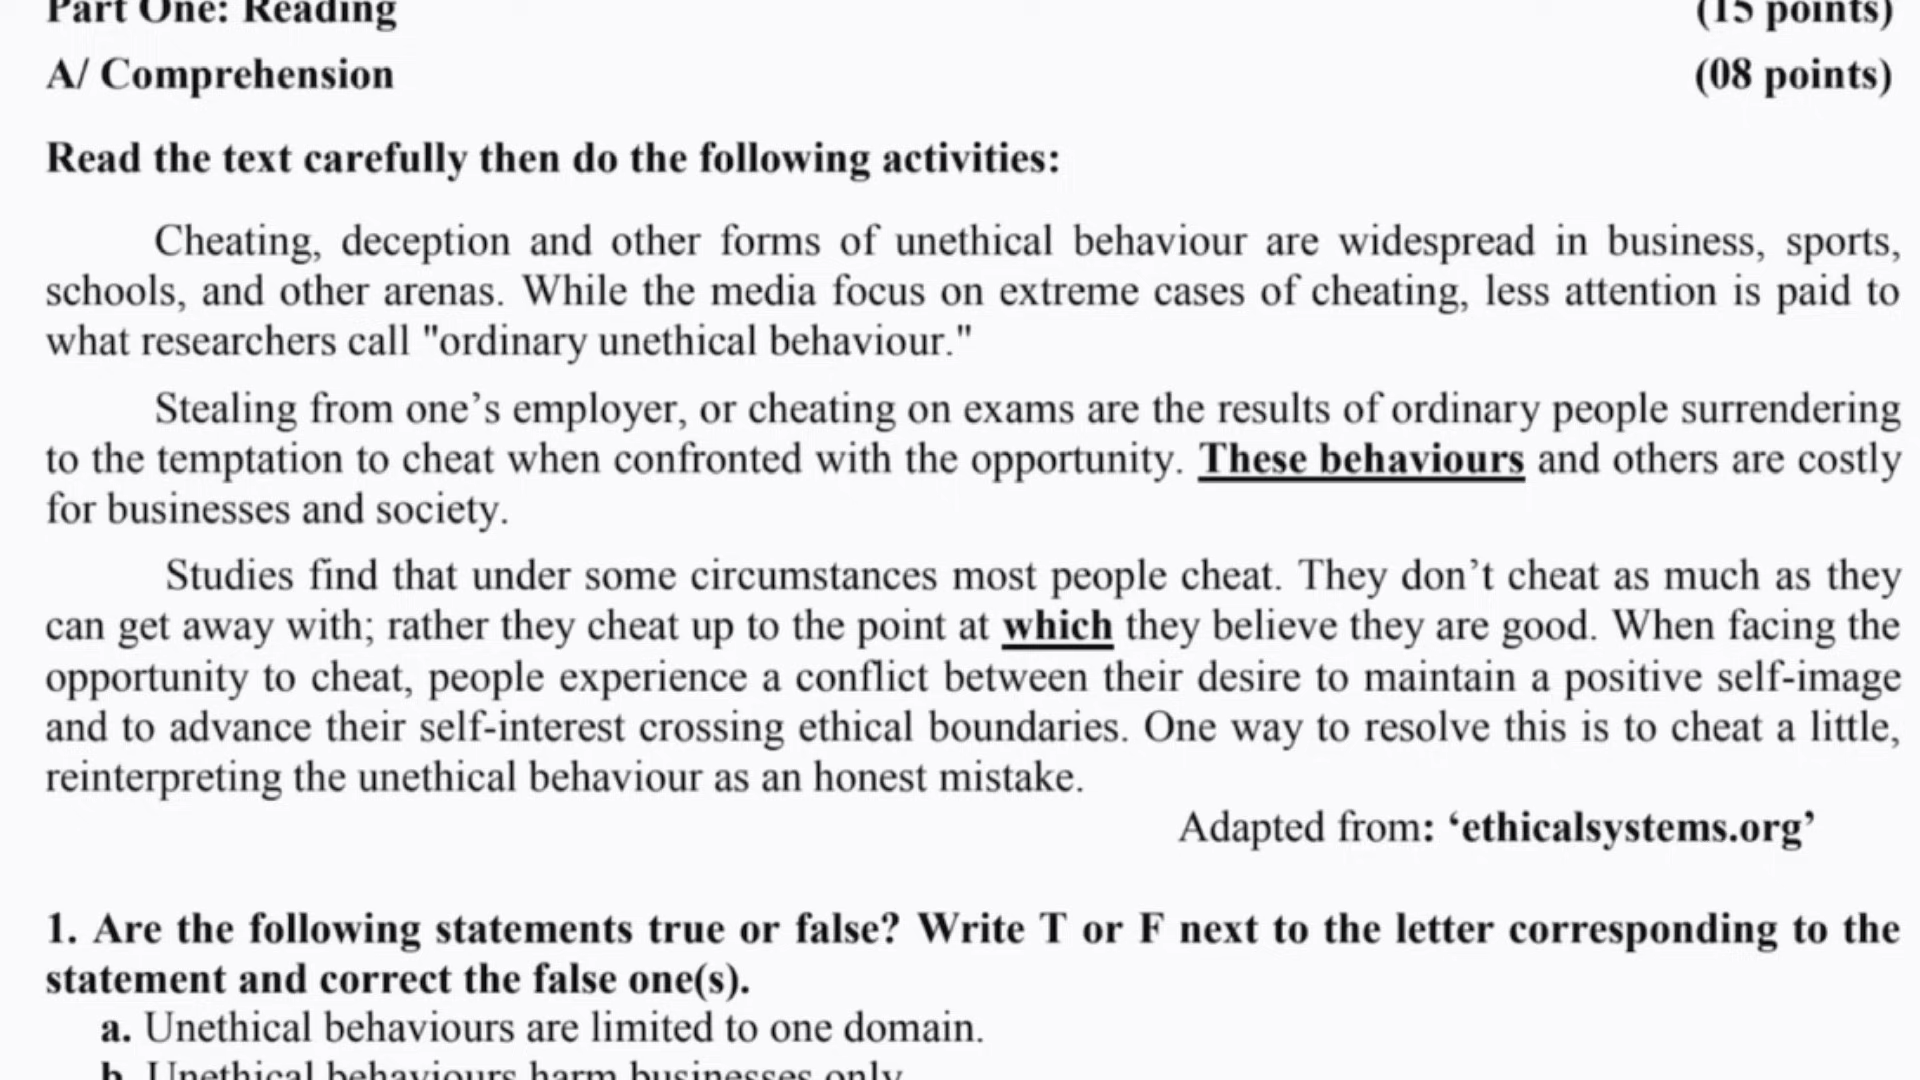 Part One: Reading (15 points)
A/ Comprehension (08 points)
Read the text carefully then do the following activities:
Cheating, deception and other forms of unethical behaviour are widespread in business, sports,
schools, and other arenas. While the media focus on extreme cases of cheating, less attention is paid to
what researchers call "ordinary unethical behaviour."
Stealing from one’s employer, or cheating on exams are the results of ordinary people surrendering
to the temptation to cheat when confronted with the opportunity. These behaviours and others are costly
for businesses and society.
Studies find that under some circumstances most people cheat. They don’t cheat as much as they
can get away with; rather they cheat up to the point at which they believe they are good. When facing the
opportunity to cheat, people experience a conflict between their desire to maintain a positive self-image
and to advance their self-interest crossing ethical boundaries. One way to resolve this is to cheat a little,
reinterpreting the unethical behaviour as an honest mistake.
Adapted from: ‘ethicalsystems.org’
1. Are the following statements true or false? Write T or F next to the letter corresponding to the
statement and correct the false one(s).
a. Unethical behaviours are limited to one domain.
b. Unethical behaviours harm businesses only.